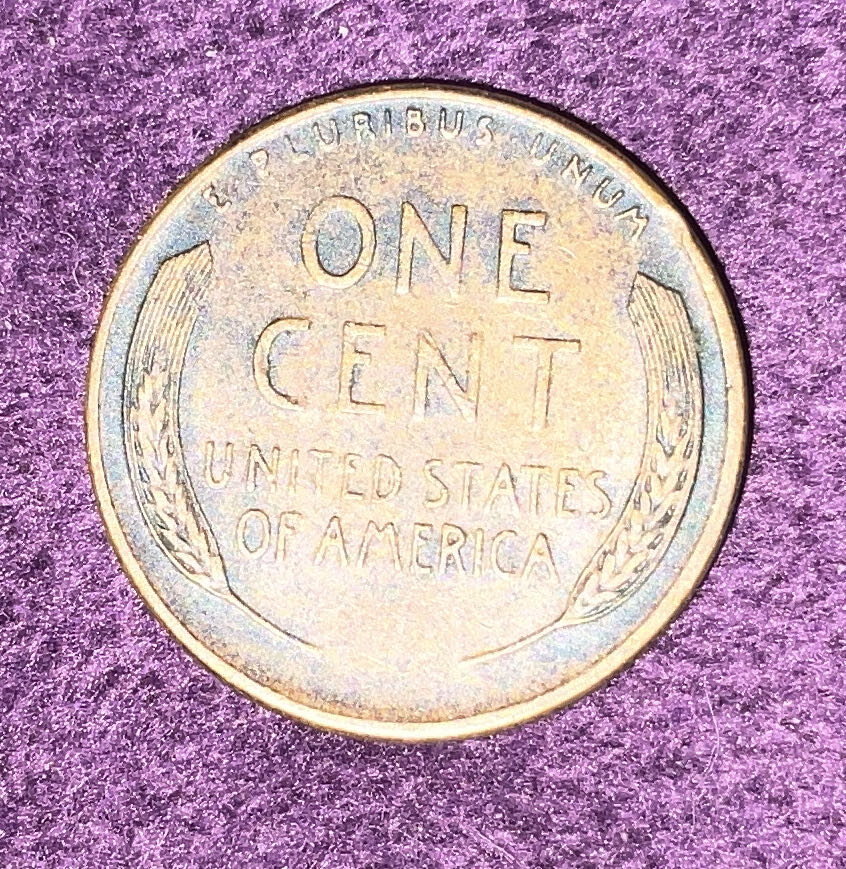 E·PLURIBUS·UNUM
ONE
CENT
UNITED STATES
OF AMERICA